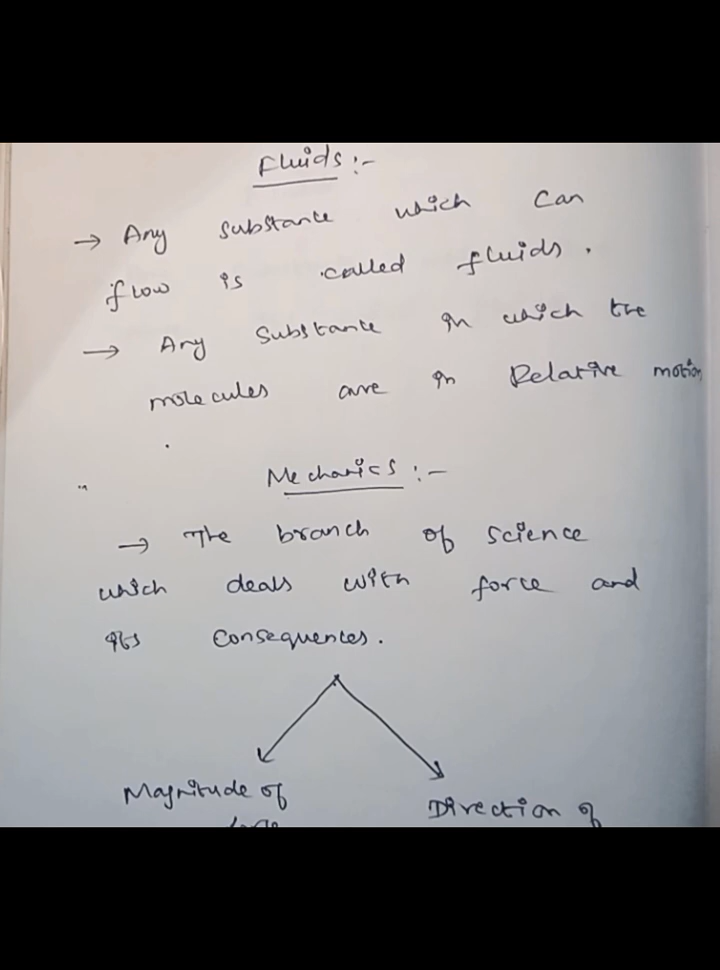 Fluids :-
→ Any substance which can
flow is called fluids.
→ Any substance in which the
molecules are in Relative motion
.
Mechanics :-
→ The branch of science
which deals with force and
its consequences.
Magnitude of Direction of